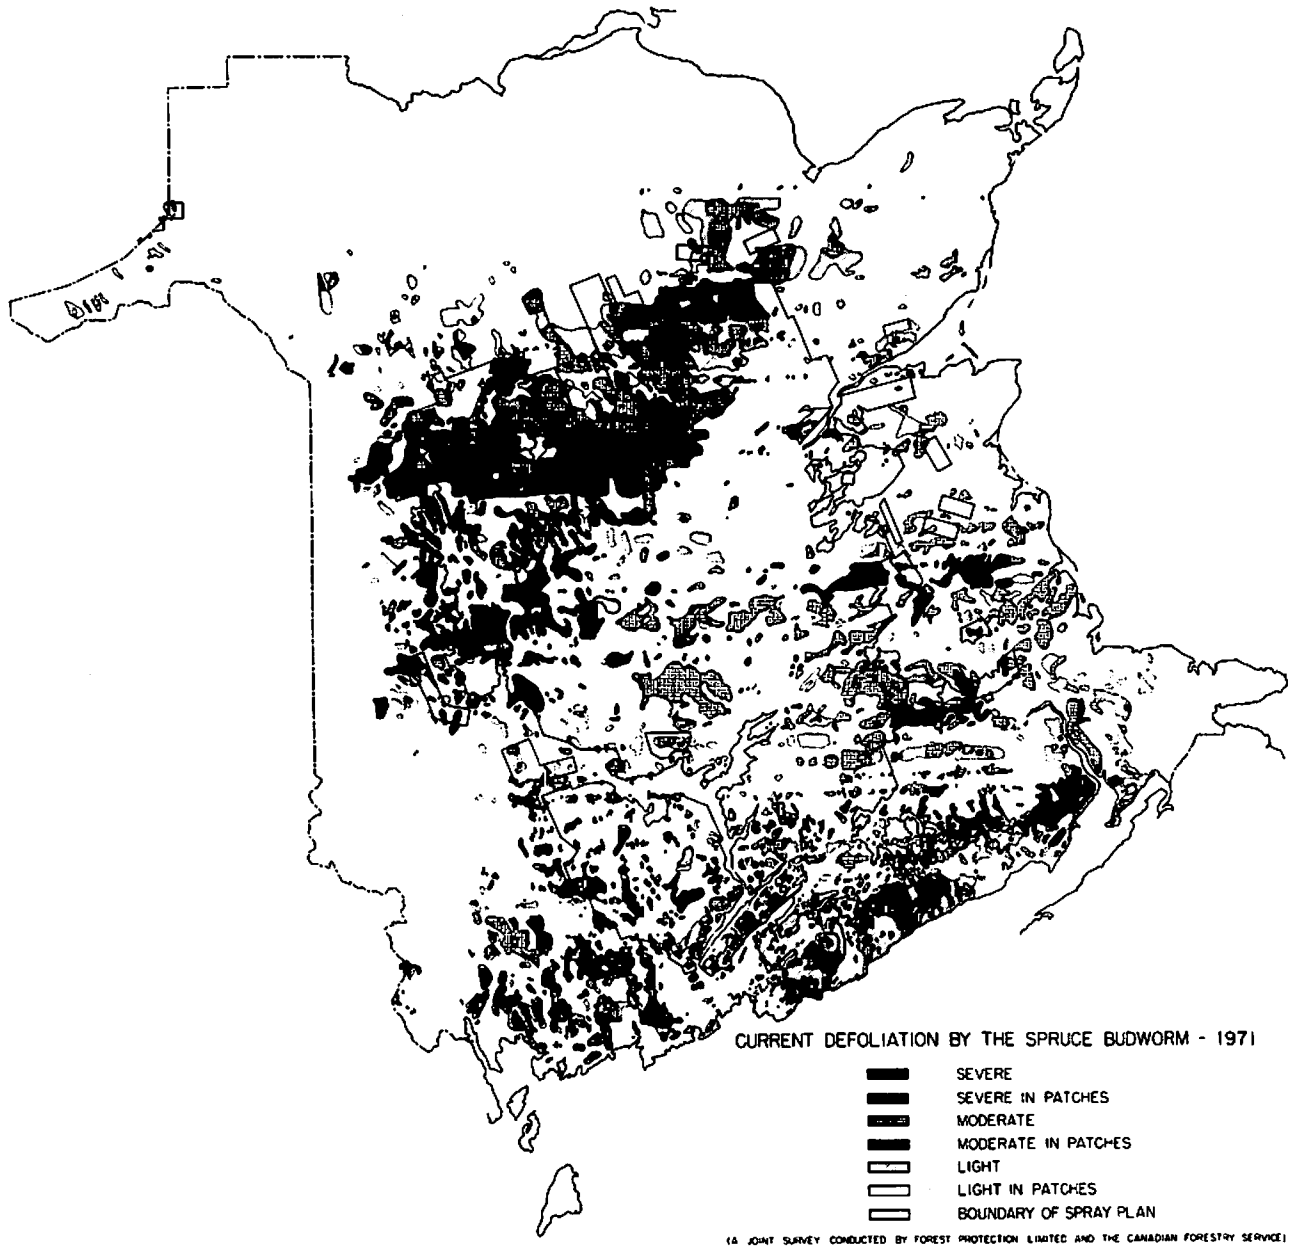 CURRENT DEFOLIATION BY THE SPRUCE BUDWORM - 1971
SEVERE
SEVERE IN PATCHES
MODERATE
MODERATE IN PATCHES
LIGHT
LIGHT IN PATCHES
BOUNDARY OF SPRAY PLAN
(A JOINT SURVEY CONDUCTED BY FOREST PROTECTION LIMITED AND THE CANADIAN FORESTRY SERVICE)